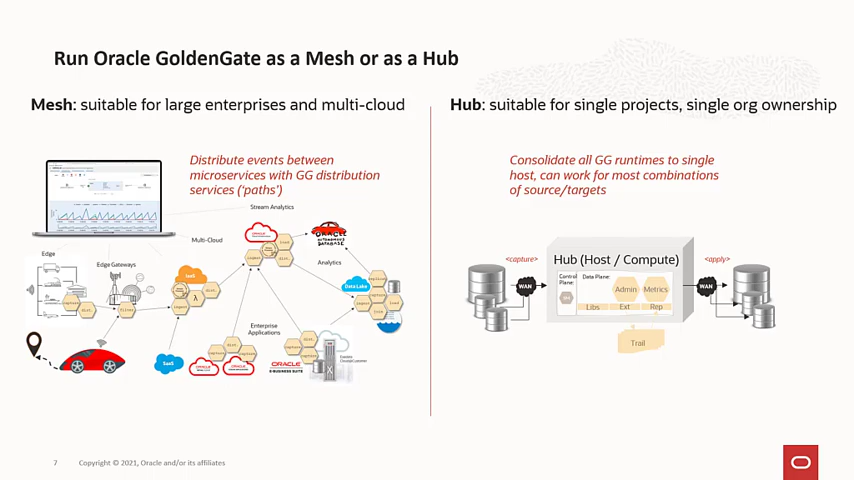 Run Oracle GoldenGate as a Mesh or as a Hub
Mesh: suitable for large enterprises and multi-cloud
Distribute events between
microservices with GG distribution
services ('paths')
Stream Analytics
Multi-Cloud
Edge
Edge Gateways
Analytics
IaaS
Data Lake
ORACLE
AUTONOMOUS
DATABASE
Enterprise
Applications
SaaS
ORACLE
E-BUSINESS SUITE
Hub: suitable for single projects, single org ownership
Consolidate all GG runtimes to single
host, can work for most combinations
of source/targets
<capture>
Hub (Host / Compute)
<apply>
Control
Plane:
Data Plane:
WAN
Admin
Metrics
WAN
Libs
Ext
Rep
Trail
7
Copyright © 2021, Oracle and/or its affiliates